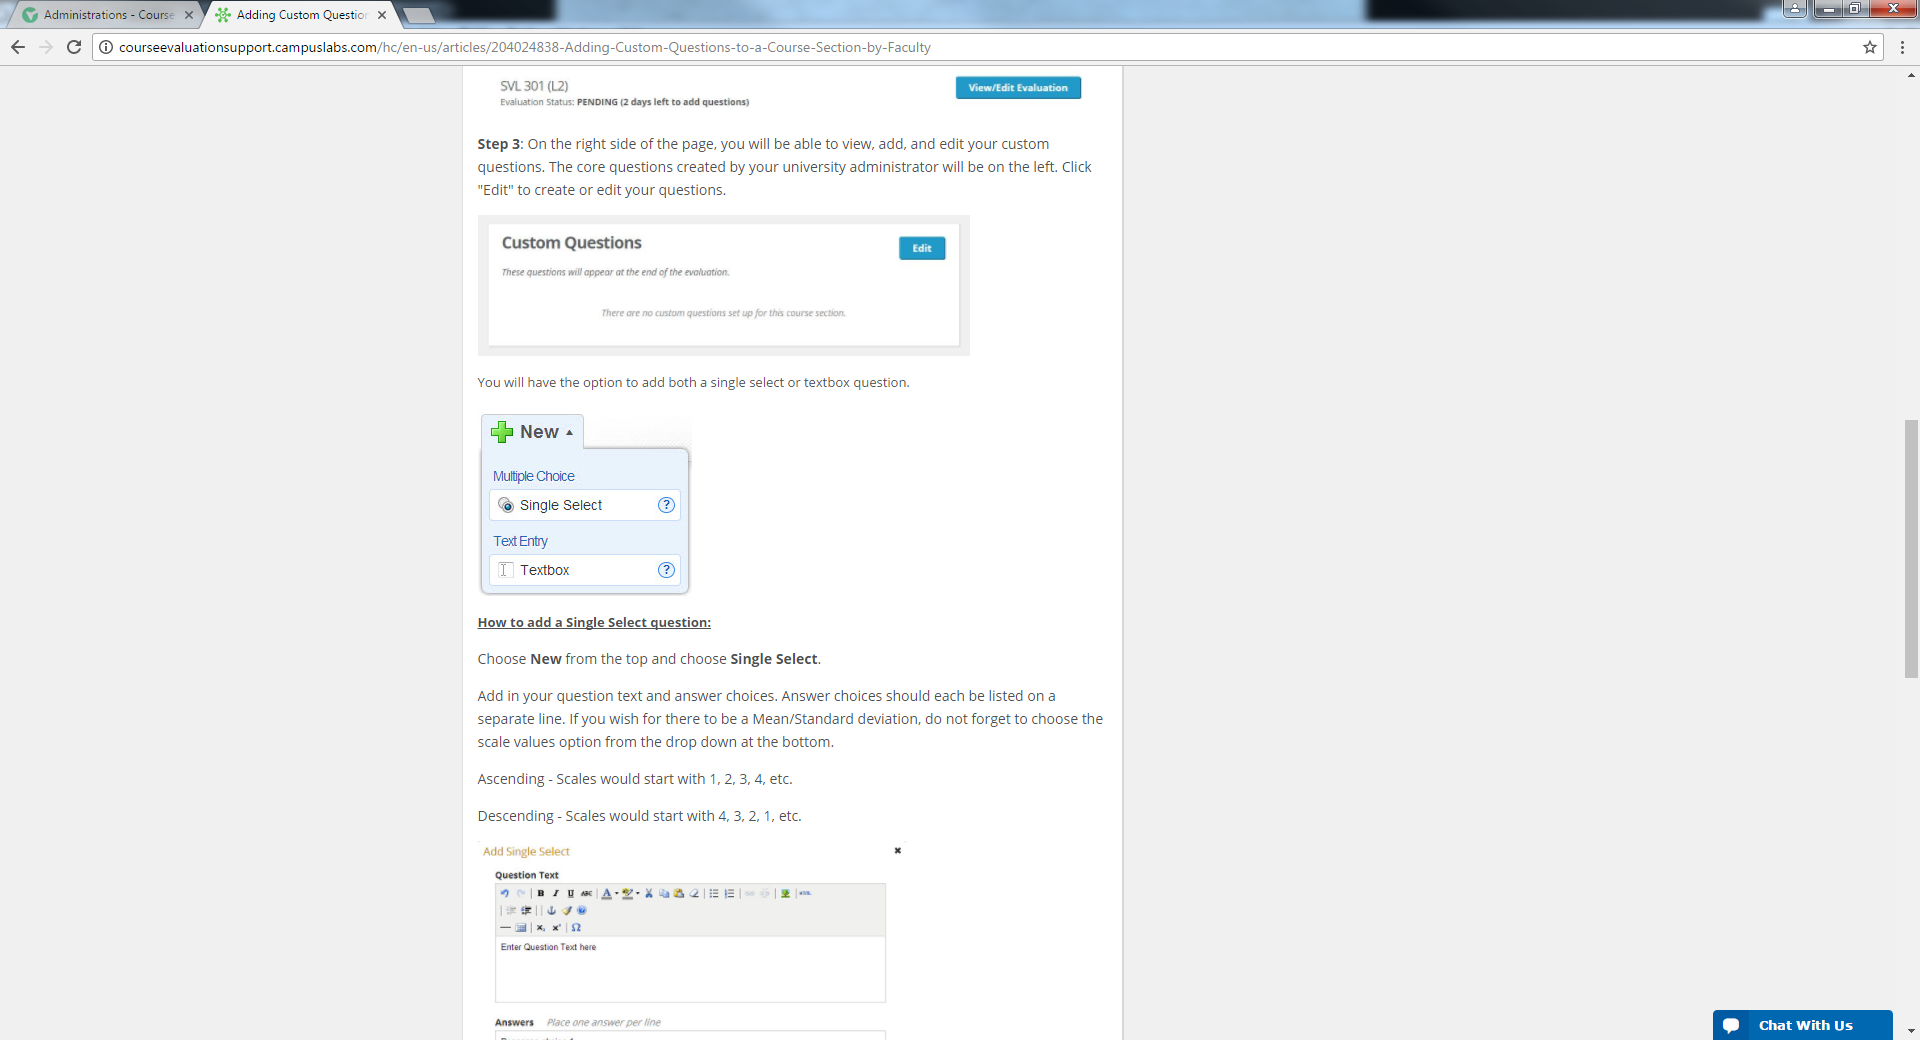 Administrations - Course
Adding Custom Question
courseevaluationsupport.campuslabs.com/hc/en-us/articles/204024838-Adding-Custom-Questions-to-a-Course-Section-by-Faculty
SVL 301 (L2)
View/Edit Evaluation
Evaluation Status: PENDING (2 days left to add questions)
Step 3: On the right side of the page, you will be able to view, add, and edit your custom
questions. The core questions created by your university administrator will be on the left. Click
"Edit" to create or edit your questions.
Custom Questions
Edit
These questions will appear at the end of the evaluation.
There are no custom questions set up for this course section.
You will have the option to add both a single select or textbox question.
New
Multiple Choice
Single Select
Text Entry
Textbox
How to add a Single Select question:
Choose New from the top and choose Single Select.
Add in your question text and answer choices. Answer choices should each be listed on a
separate line. If you wish for there to be a Mean/Standard deviation, do not forget to choose the
scale values option from the drop down at the bottom.
Ascending - Scales would start with 1, 2, 3, 4, etc.
Descending - Scales would start with 4, 3, 2, 1, etc.
Add Single Select
Question Text
B I U ABC A HTML
Enter Question Text here
Answers Place one answer per line
Chat With Us